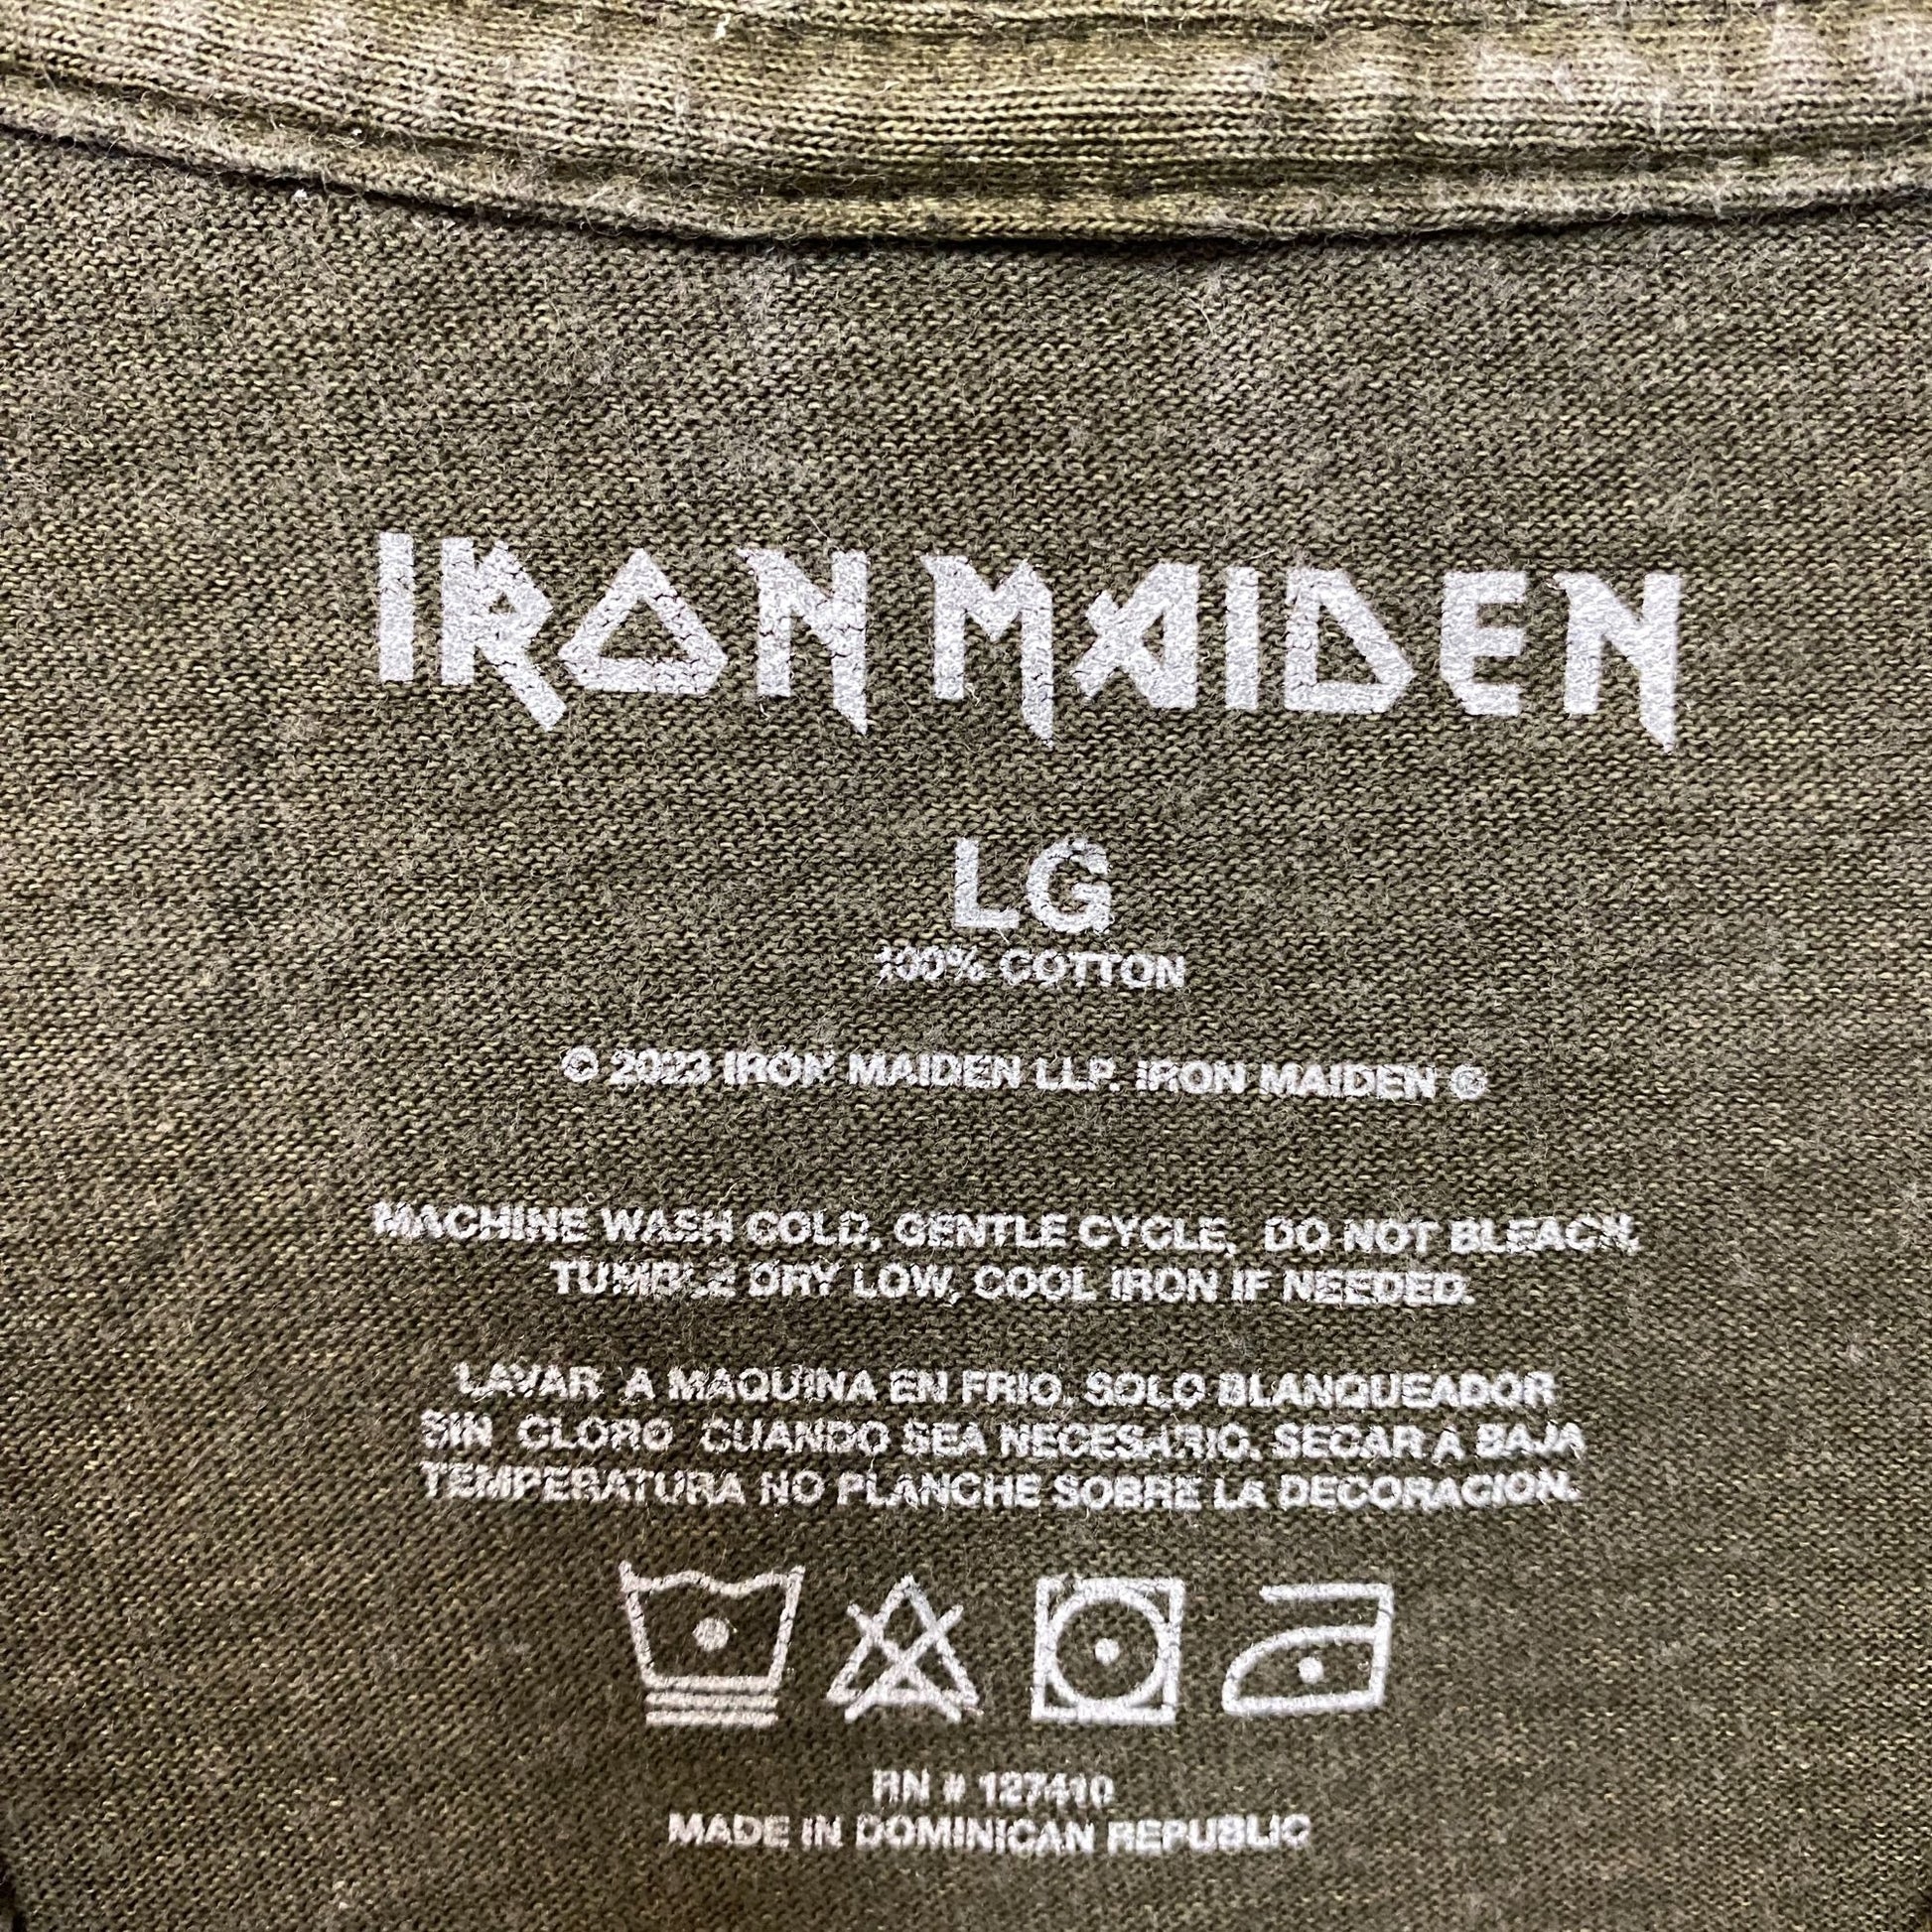 IRON MAIDEN
LG
100% COTTON
© 2023 IRON MAIDEN LLP. IRON MAIDEN ©
MACHINE WASH COLD, GENTLE CYCLE, DO NOT BLEACH.
TUMBLE DRY LOW, COOL IRON IF NEEDED.
LAVAR A MAQUINA EN FRIO. SOLO BLANQUEADOR
SIN CLORO CUANDO SEA NECESARIO. SECAR A BAJA
TEMPERATURA NO PLANCHE SOBRE LA DECORACION.
RN # 127410
MADE IN DOMINICAN REPUBLIC